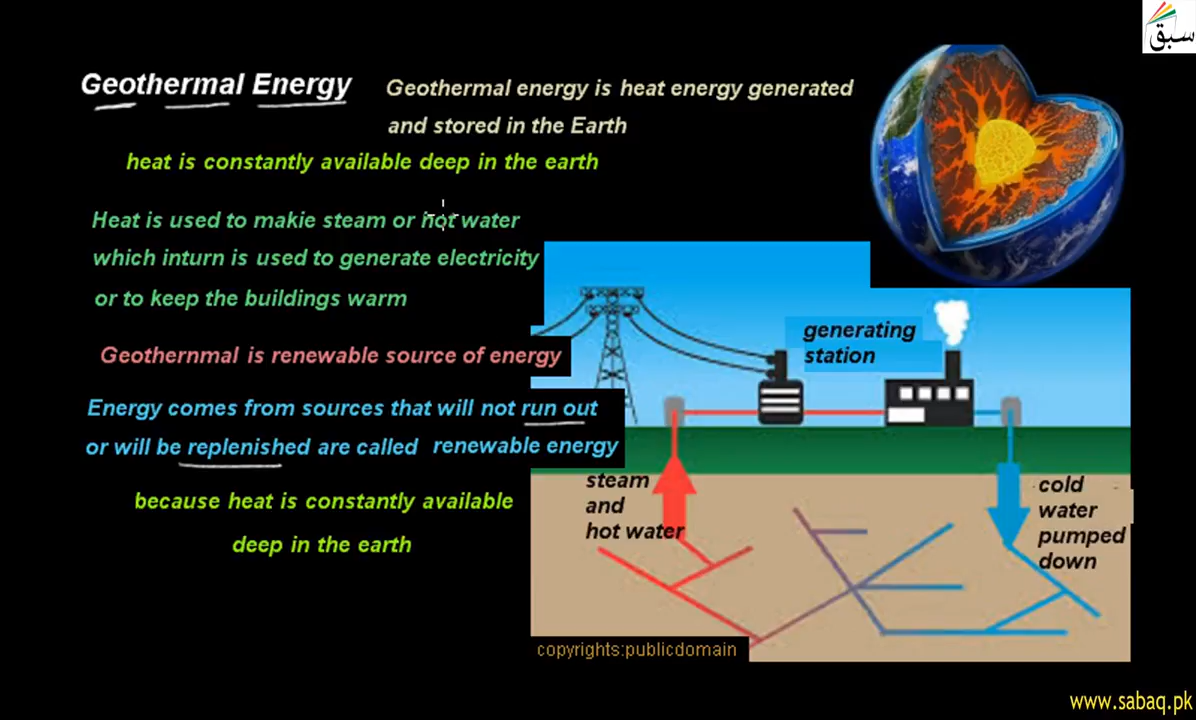 سبق
Geothermal Energy
Geothermal energy is heat energy generated
and stored in the Earth
heat is constantly available deep in the earth
Heat is used to makie steam or hot water
which inturn is used to generate electricity
or to keep the buildings warm
Geothernmal is renewable source of energy
Energy comes from sources that will not run out
or will be replenished are called renewable energy
because heat is constantly available
deep in the earth
generating
station
steam
and
hot water
cold
water
pumped
down
copyrights:publicdomain
www.sabaq.pk